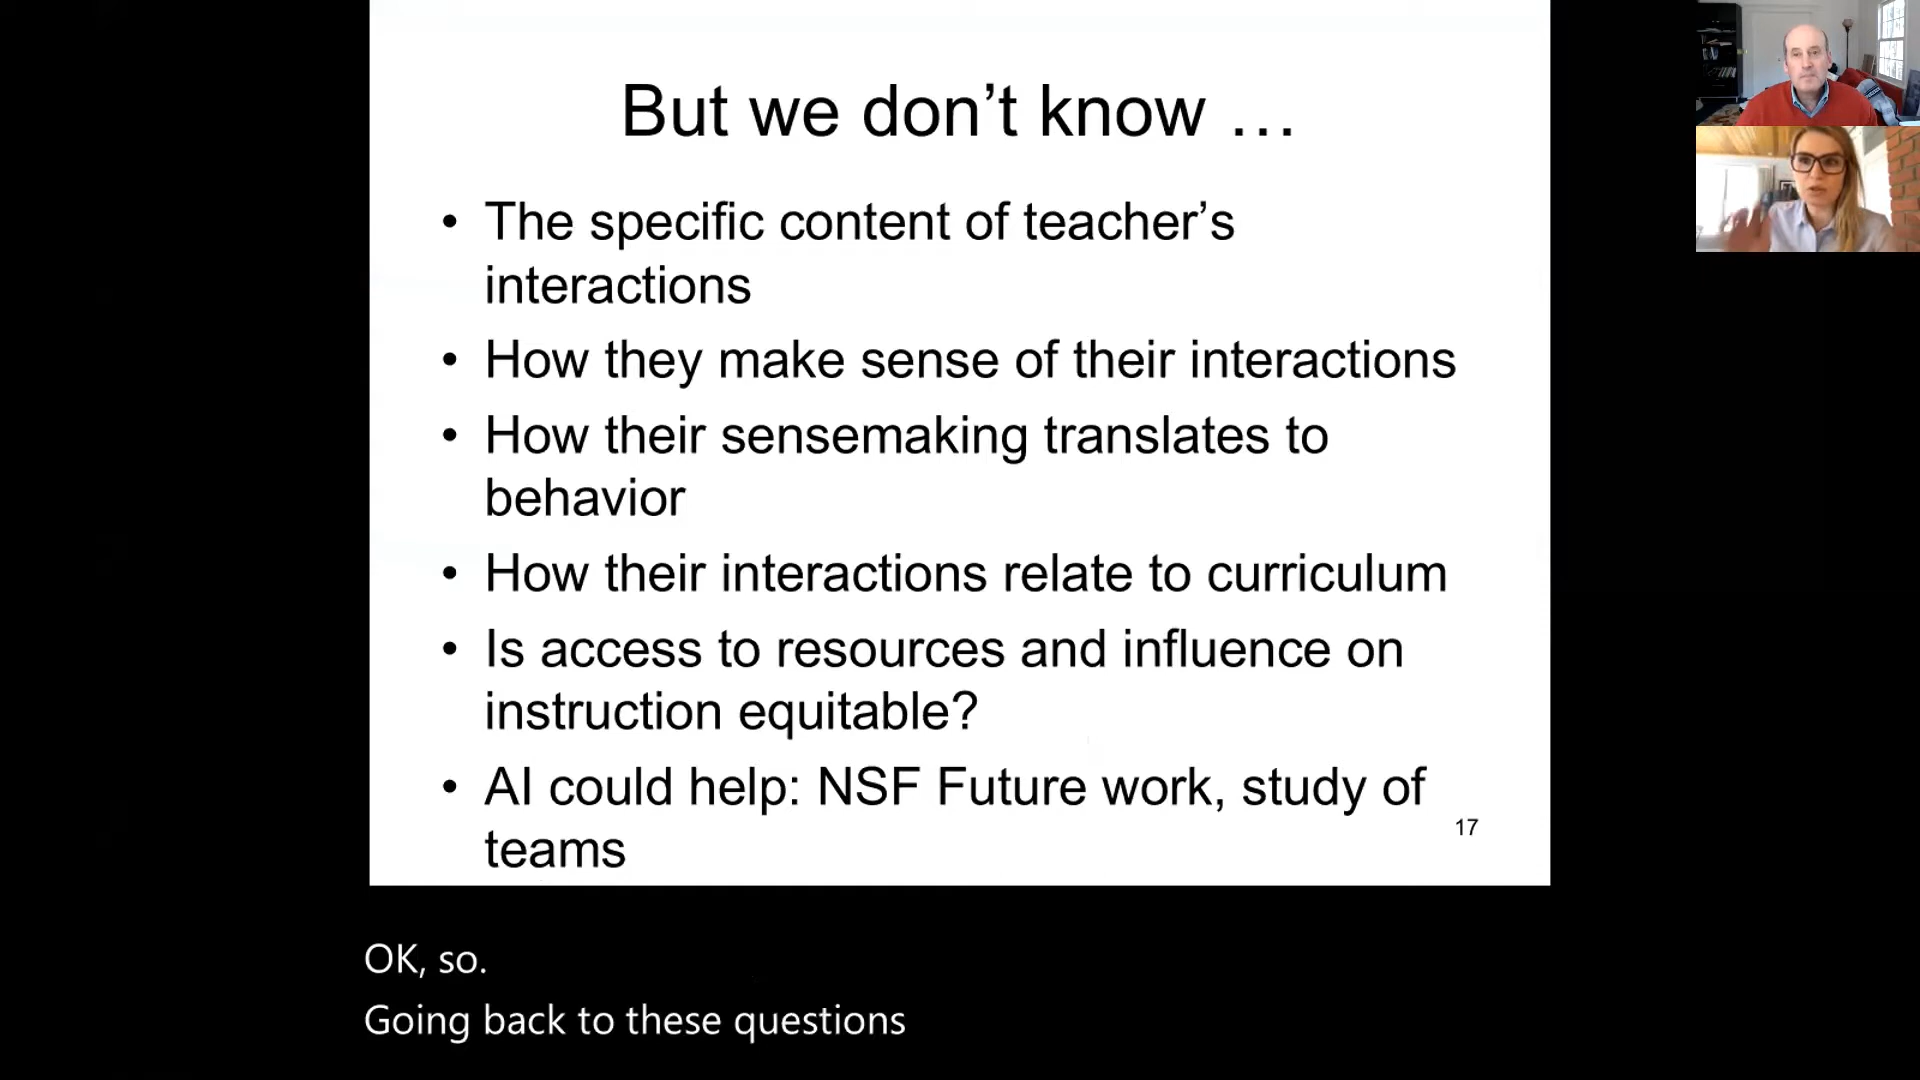 But we don’t know …
• The specific content of teacher’s
interactions
• How they make sense of their interactions
• How their sensemaking translates to
behavior
• How their interactions relate to curriculum
• Is access to resources and influence on
instruction equitable?
• AI could help: NSF Future work, study of
teams
17
OK, so.
Going back to these questions